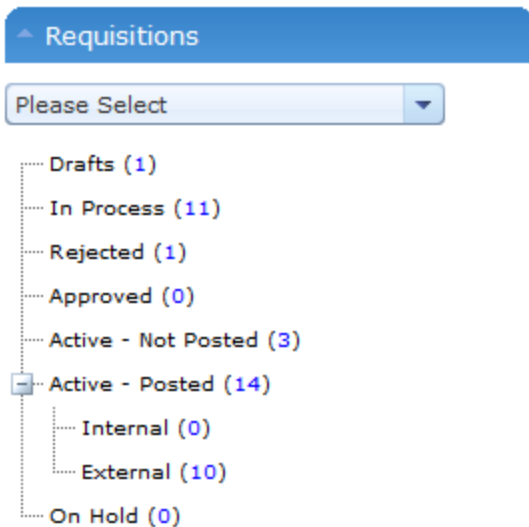 Requisitions
Please Select
Drafts (1)
In Process (11)
Rejected (1)
Approved (0)
Active - Not Posted (3)
Active - Posted (14)
Internal (0)
External (10)
On Hold (0)